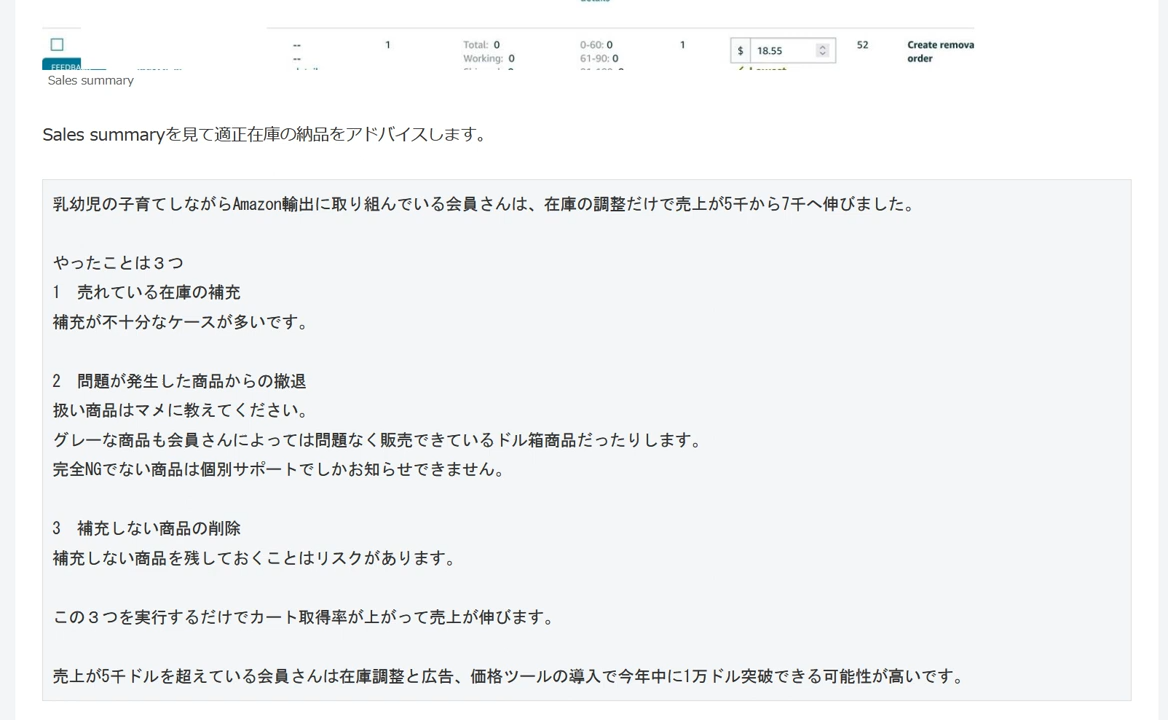 --
1
Total: 0
0-60: 0
1
$ 18.55
52
Create remova
--
Working: 0
61-90: 0
order
Sales summary
Sales summaryを見て適正在庫の納品をアドバイスします。
乳幼児の子育てしながらAmazon輸出に取り組んでいる会員さんは、在庫の調整だけで売上が5千から7千へ伸びました。
やったことは３つ
1　売れている在庫の補充
補充が不十分なケースが多いです。
2　問題が発生した商品からの撤退
扱い商品はマメに教えてください。
グレーな商品も会員さんによっては問題なく販売できているドル箱商品だったりします。
完全NGでない商品は個別サポートでしかお知らせできません。
3　補充しない商品の削除
補充しない商品を残しておくことはリスクがあります。
この３つを実行するだけでカート取得率が上がって売上が伸びます。
売上が5千ドルを超えている会員さんは在庫調整と広告、価格ツールの導入で今年中に1万ドル突破できる可能性が高いです。